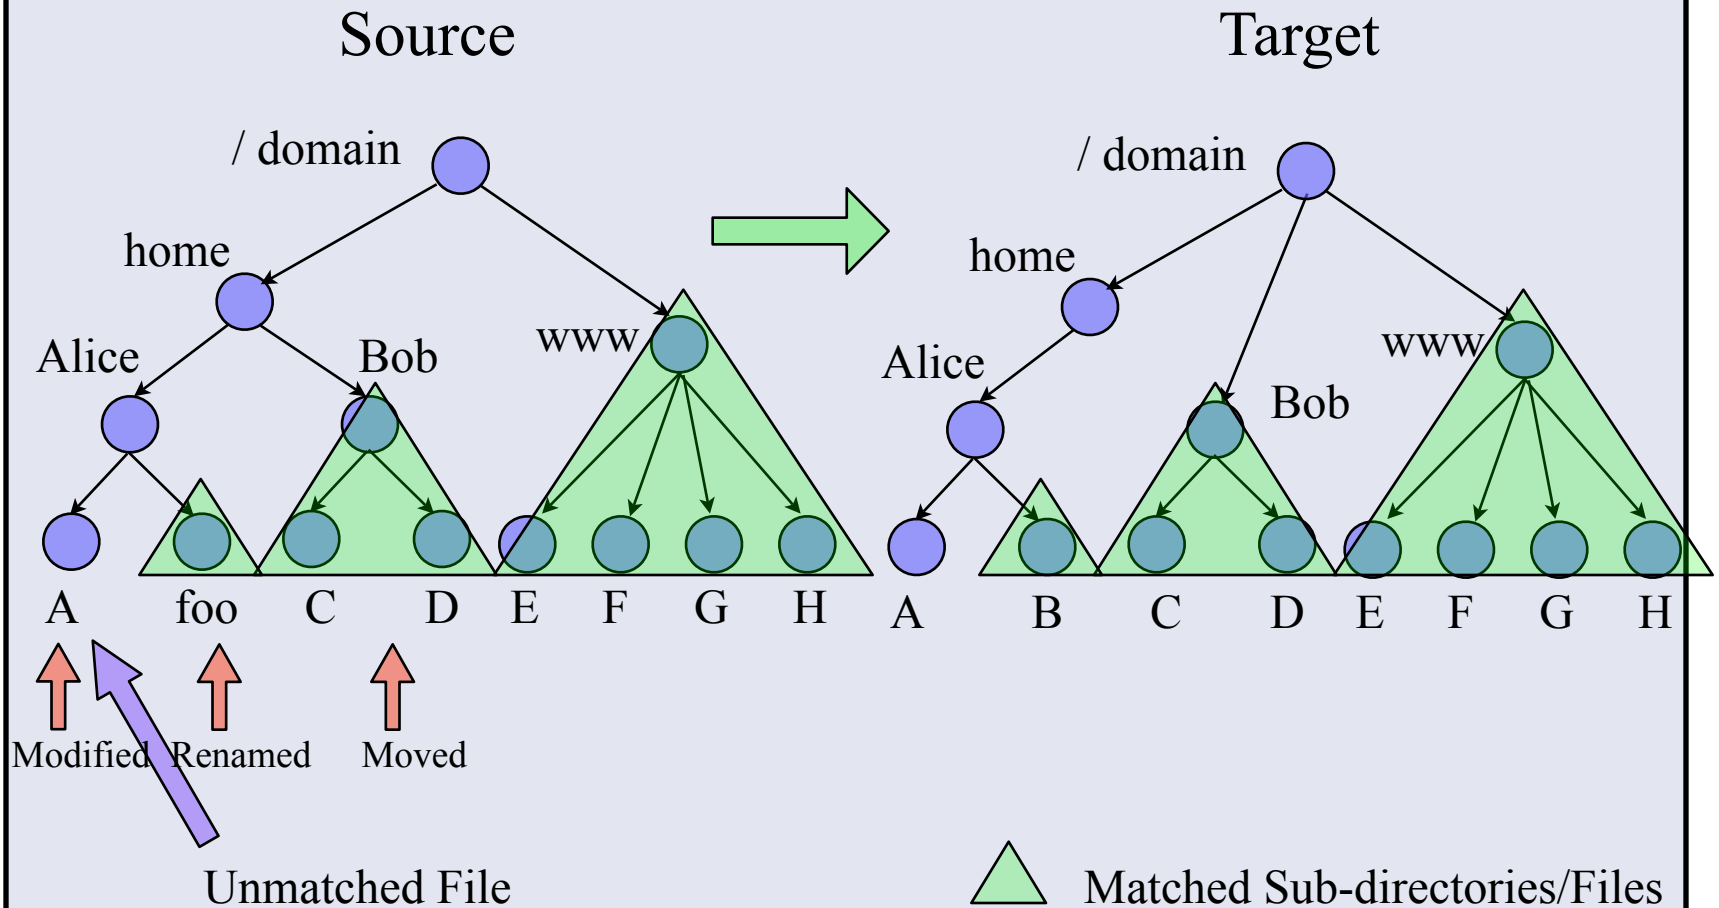 Source
Target
/ domain
/ domain
home
home
Alice
Bob
www
Alice
Bob
www
A
foo
C
D
E
F
G
H
A
B
C
D
E
F
G
H
Modified
Renamed
Moved
Unmatched File
Matched Sub-directories/Files